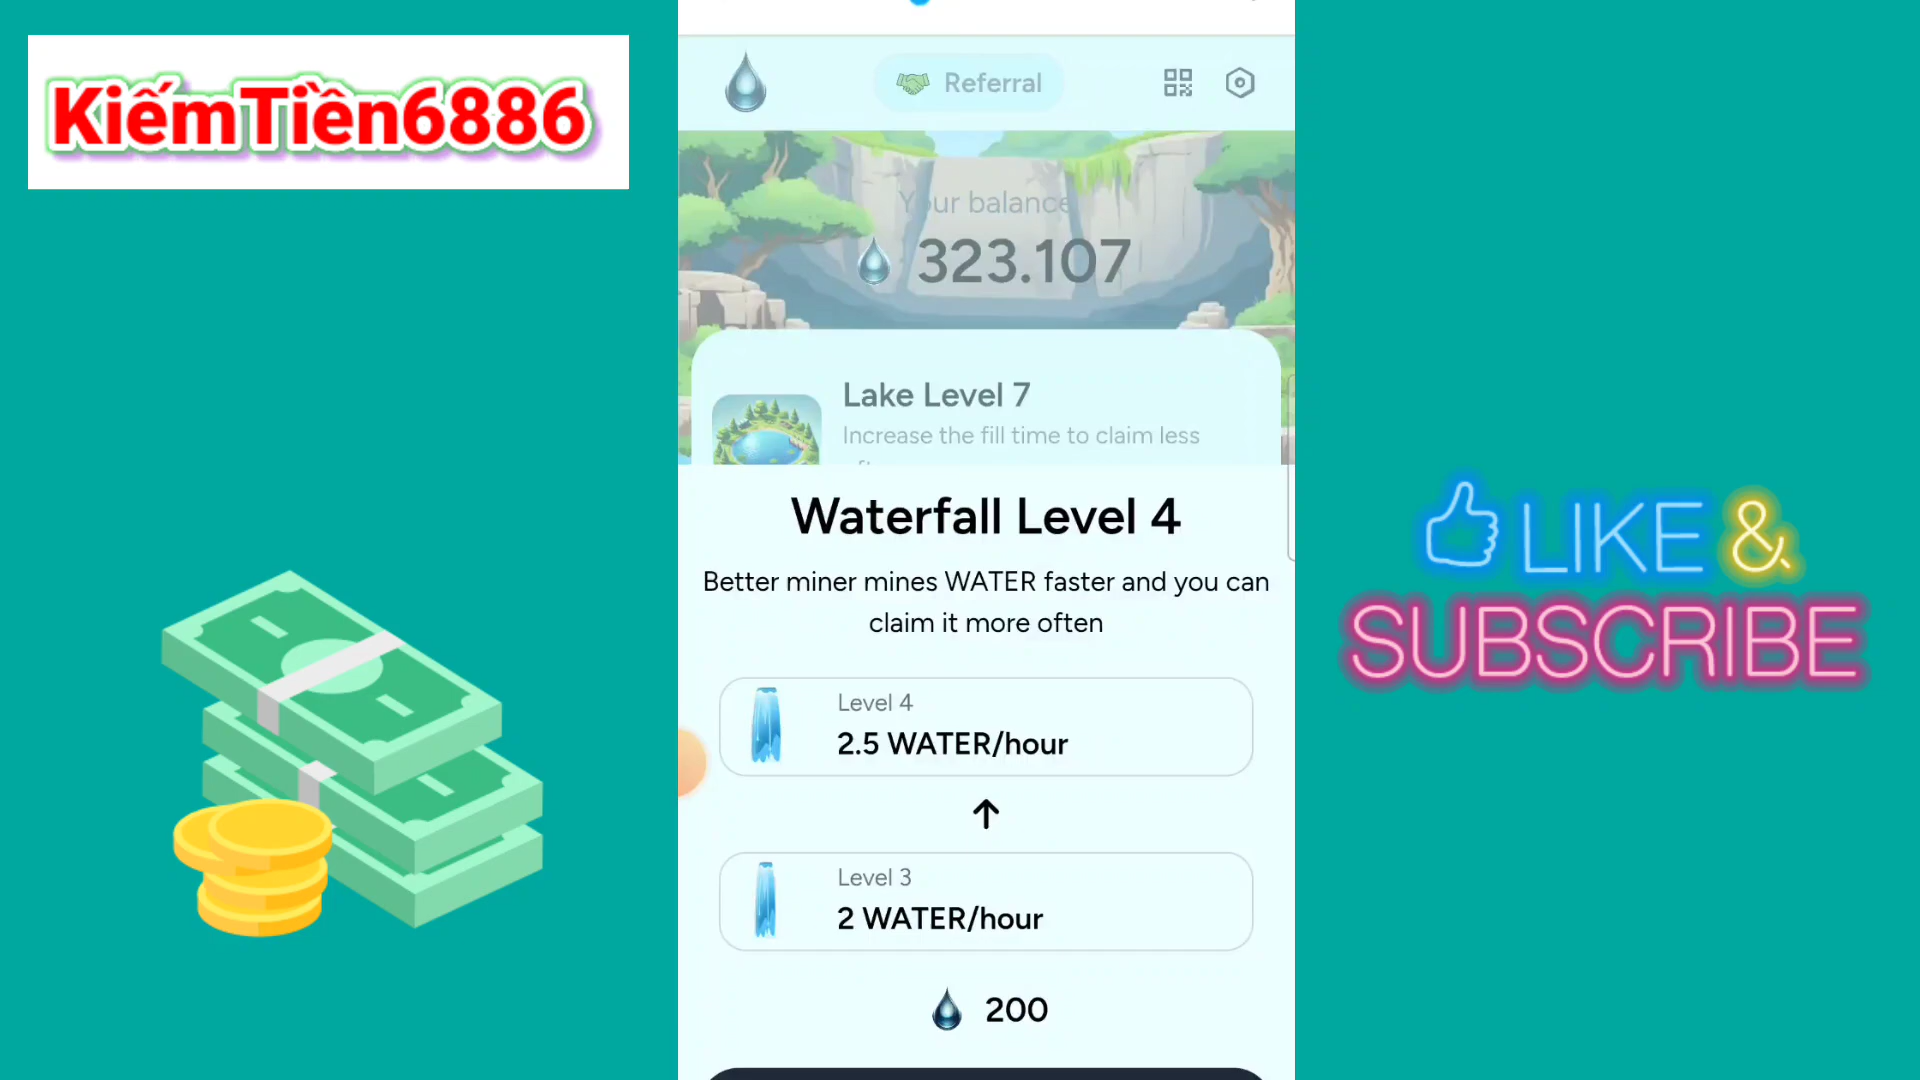 KiếmTiền6886
Referral
Your balance
323.107
Lake Level 7
Increase the fill time to claim less
Waterfall Level 4
Better miner mines WATER faster and you can
claim it more often
Level 4
2.5 WATER/hour
Level 3
2 WATER/hour
200
LIKE &
SUBSCRIBE